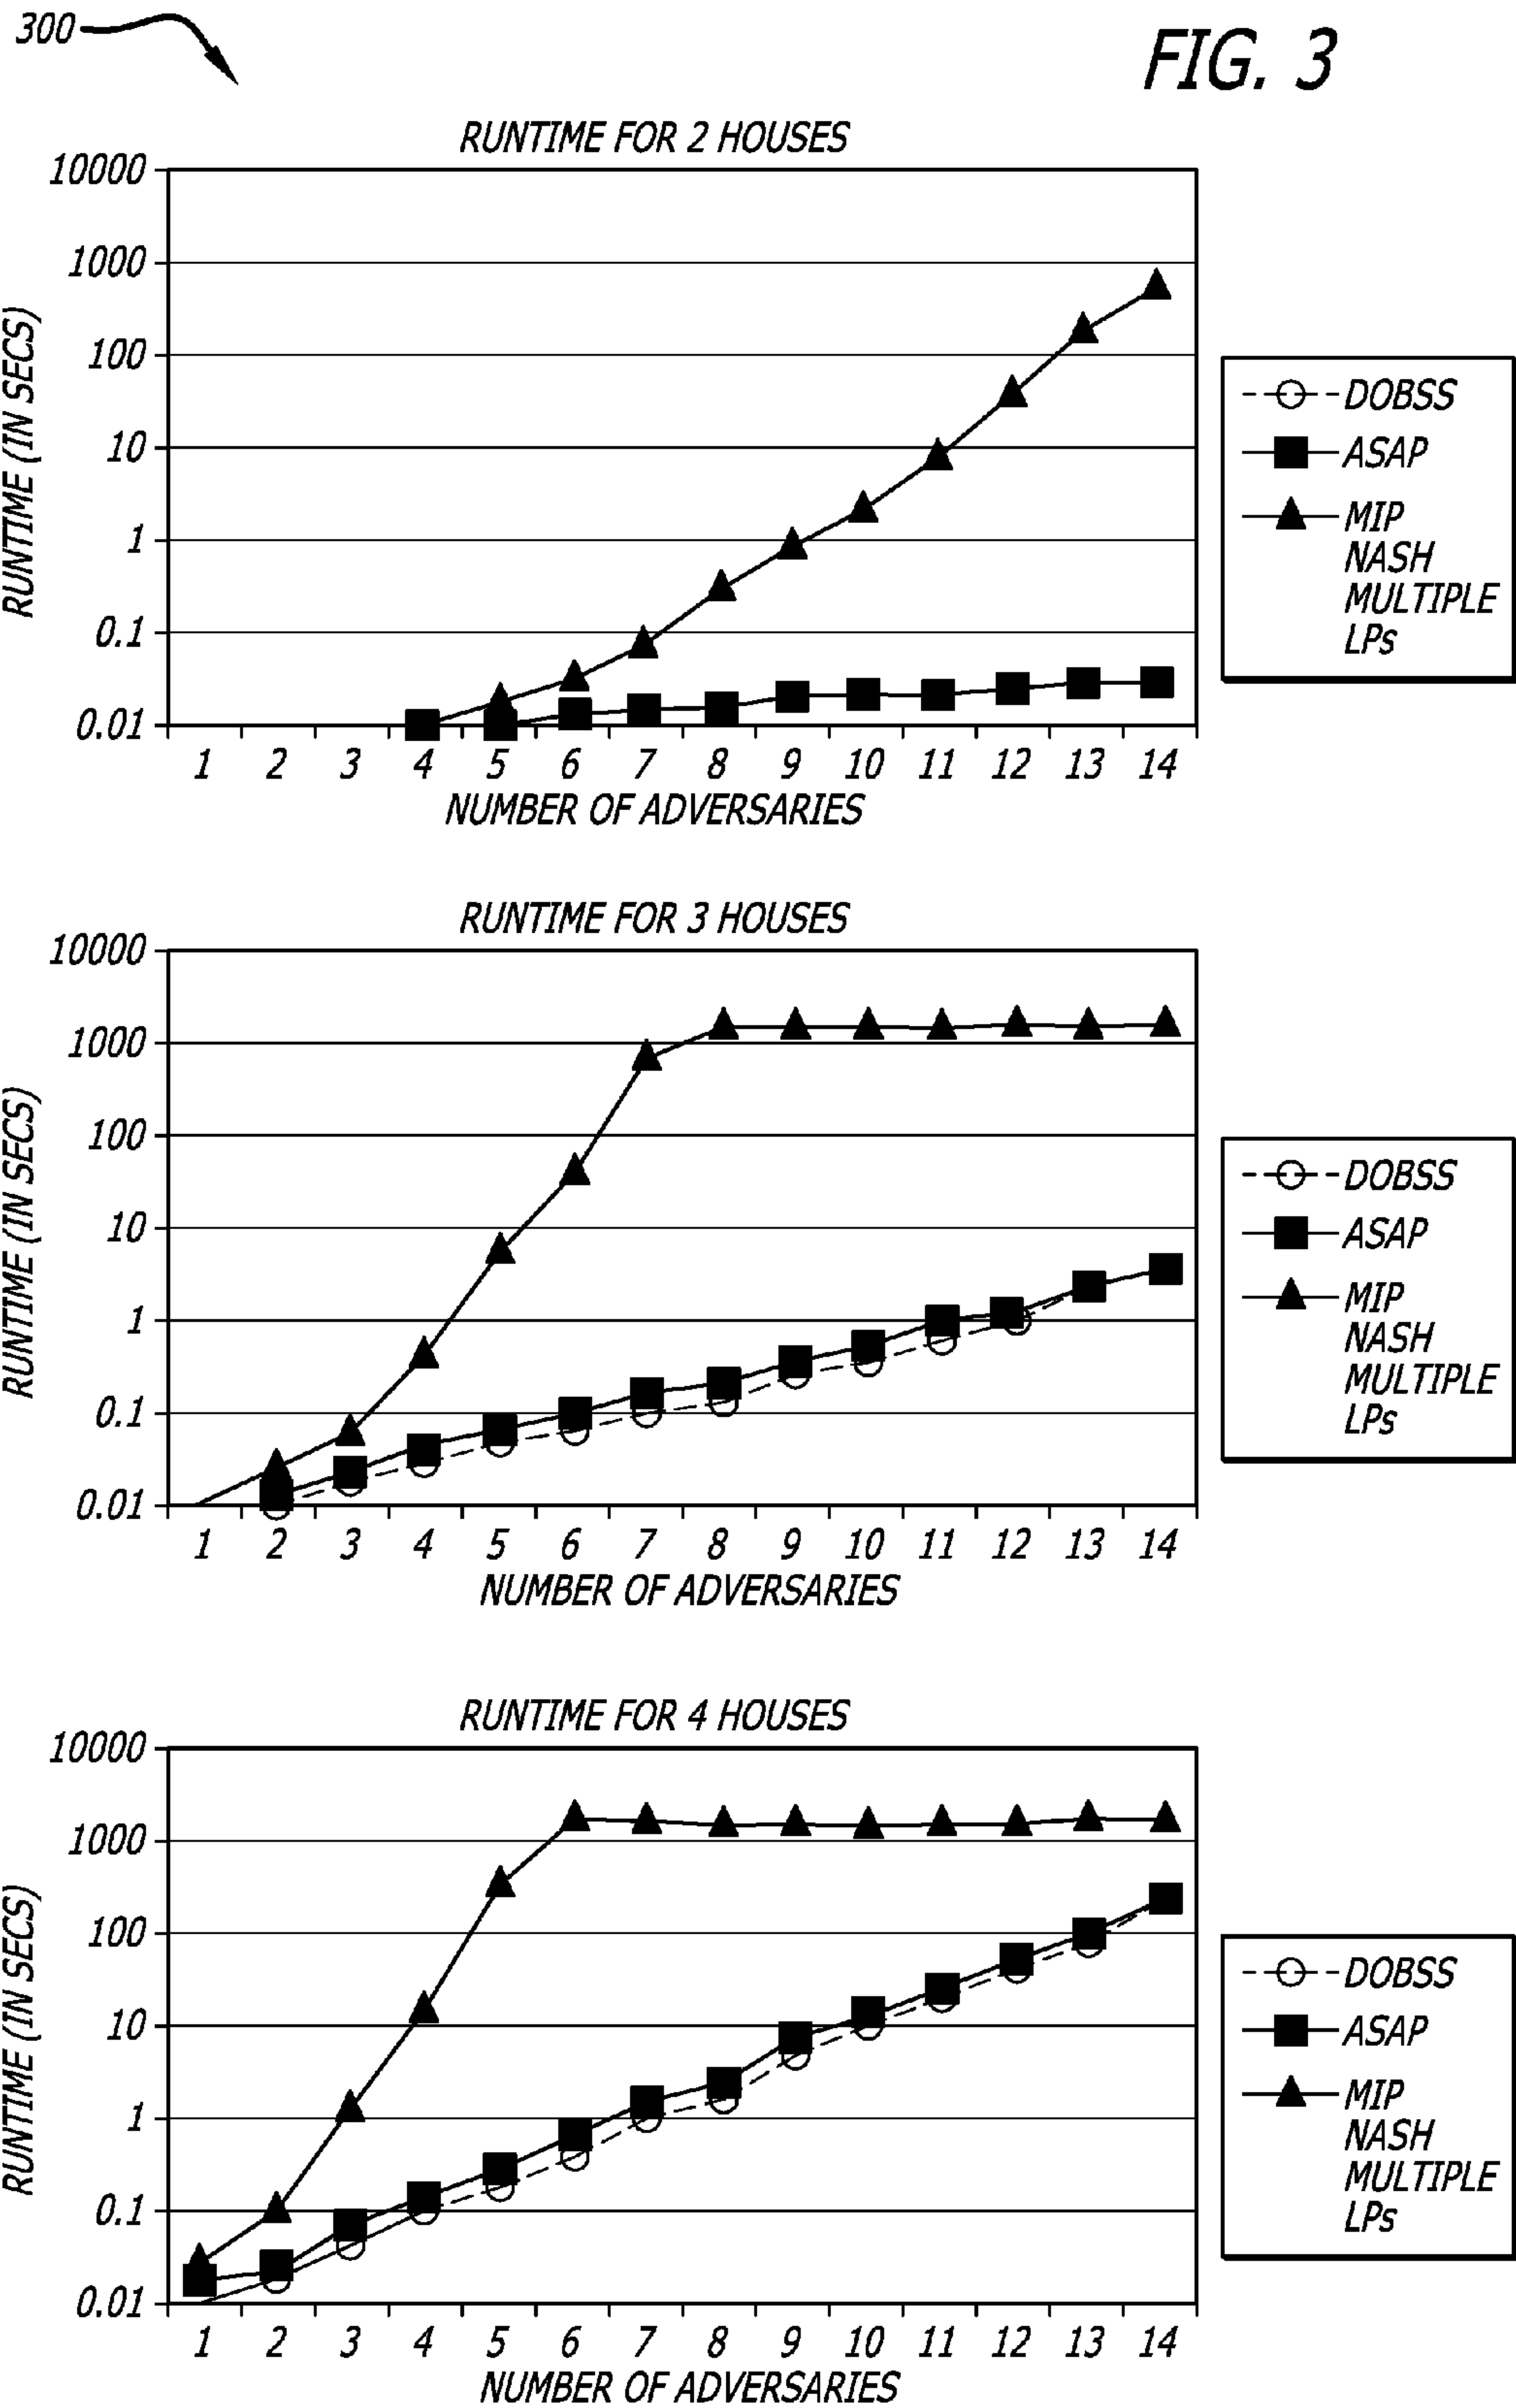 300
FIG. 3
RUNTIME FOR 2 HOUSES
RUNTIME (IN SECS)
10000
1000
100
10
1
0.1
0.01
1 2 3 4 5 6 7 8 9 10 11 12 13 14
NUMBER OF ADVERSARIES
DOBSS
ASAP
MIP
NASH
MULTIPLE
LPs
RUNTIME FOR 3 HOUSES
RUNTIME (IN SECS)
10000
1000
100
10
1
0.1
0.01
1 2 3 4 5 6 7 8 9 10 11 12 13 14
NUMBER OF ADVERSARIES
DOBSS
ASAP
MIP
NASH
MULTIPLE
LPs
RUNTIME FOR 4 HOUSES
RUNTIME (IN SECS)
10000
1000
100
10
1
0.1
0.01
1 2 3 4 5 6 7 8 9 10 11 12 13 14
NUMBER OF ADVERSARIES
DOBSS
ASAP
MIP
NASH
MULTIPLE
LPs